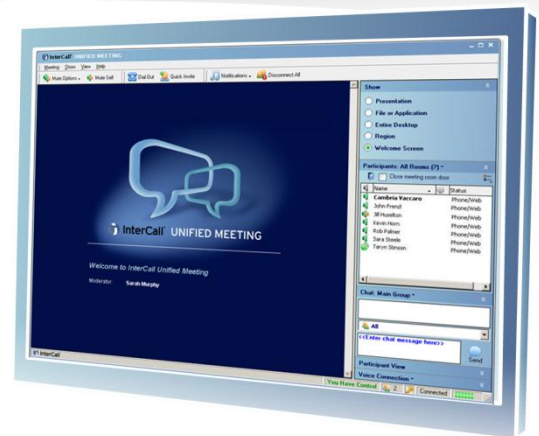 InterCall UNIFIED MEETING
Meeting Show View Help
Mute Options Mute Self Dial Out Quick Invite Notifications Disconnect All
InterCall UNIFIED MEETING
Welcome to InterCall Unified Meeting
Moderator: Sarah Murphy
InterCall
Show
Presentation
File or Application
Entire Desktop
Region
Welcome Screen
Participants: All Rooms (7)
Close meeting room door
Name Status
Cambria Vaccaro Phone/Web
John Frend Phone/Web
Jill Huselton Phone/Web
Kevin Horn Phone/Web
Rob Palmer Phone/Web
Sara Steele Phone/Web
Taryn Stinson Phone/Web
Chat: Main Group
All
<<Enter chat message here>>
Send
Participant View
Voice Connection
You Have Control 2 Connected